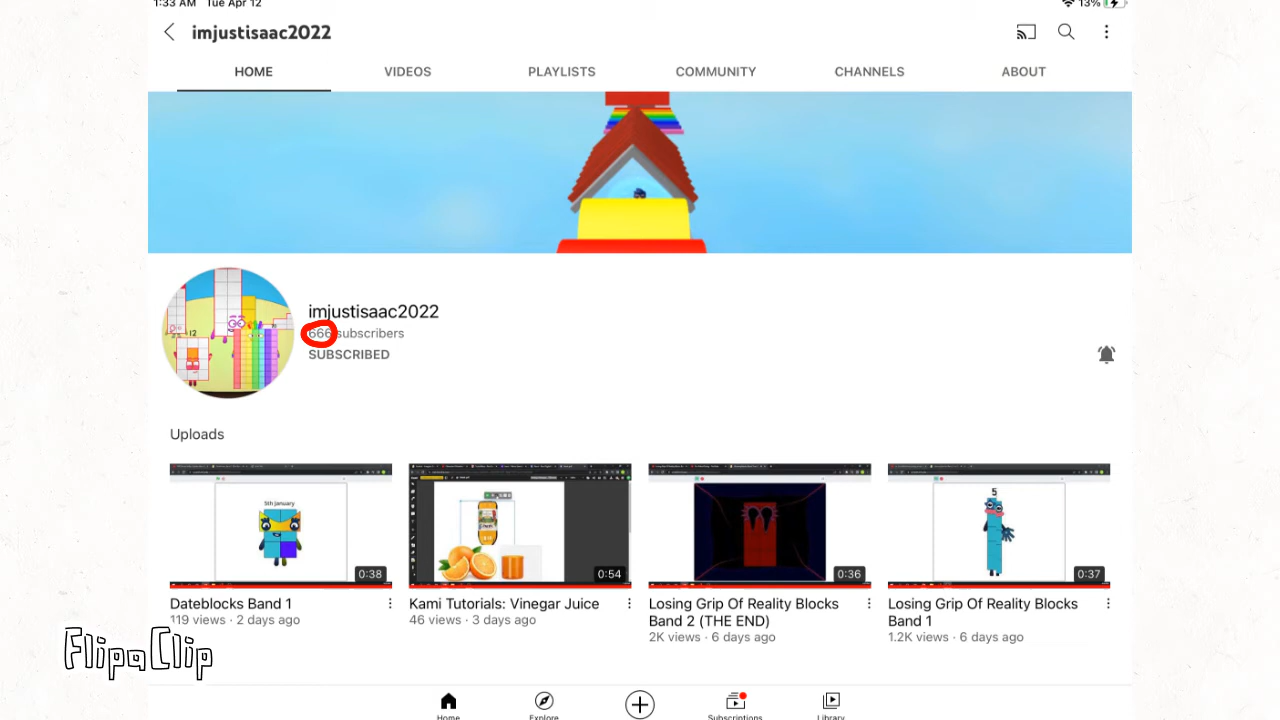 1:33 AM Tue Apr 12
13%
imjustisaac2022
HOME VIDEOS PLAYLISTS COMMUNITY CHANNELS ABOUT
imjustisaac2022
666 subscribers
SUBSCRIBED
12
Uploads
5th January
5
0:38
0:54
0:36
0:37
Dateblocks Band 1
119 views · 2 days ago
Kami Tutorials: Vinegar Juice
46 views · 3 days ago
Losing Grip Of Reality Blocks
Band 2 (THE END)
2K views · 6 days ago
Losing Grip Of Reality Blocks
Band 1
1.2K views · 6 days ago
FlipaClip
Home Explore Subscriptions Library